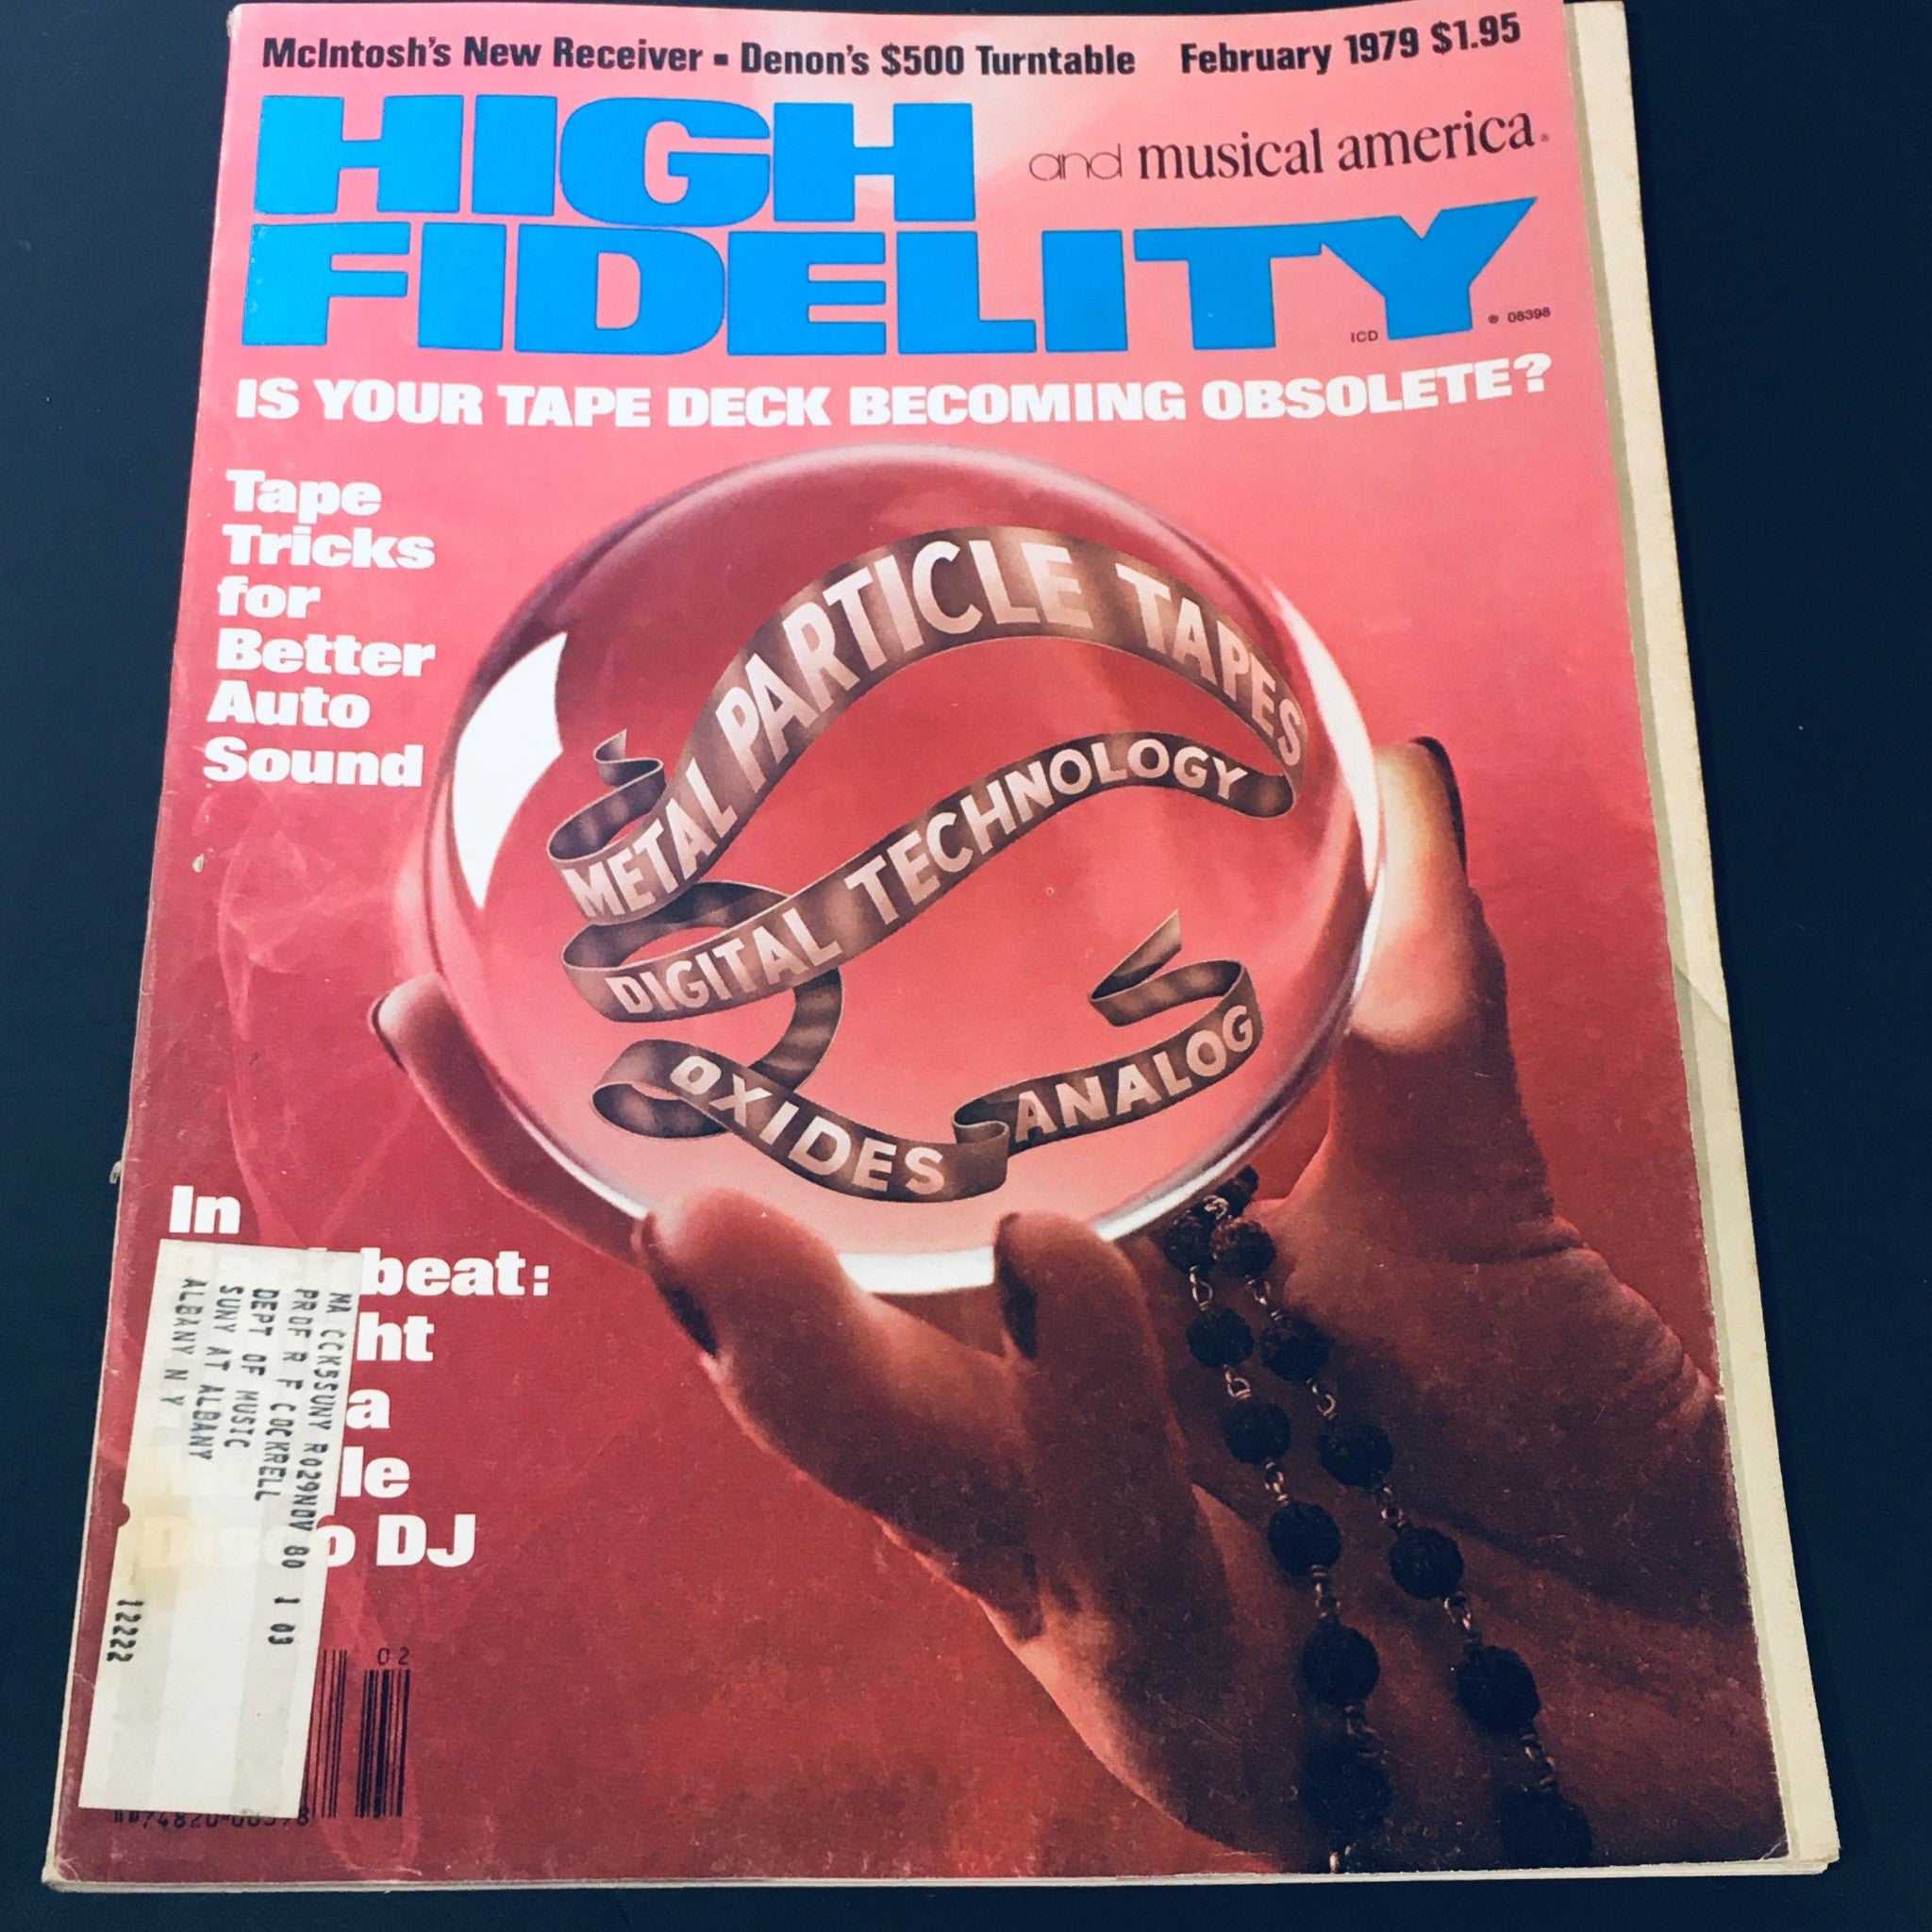 McIntosh's New Receiver ▪ Denon's $500 Turntable February 1979 $1.95
HIGH
and musical america®
FIDELITY
ICD
® 08398
IS YOUR TAPE DECK BECOMING OBSOLETE?
Tape
Tricks
for
Better
Auto
Sound
METAL PARTICLE TAPES
DIGITAL TECHNOLOGY
OXIDES
ANALOG
In
beat:
ht
a
le
Disco DJ
MA CCK5SUNY R029NOV 80 1 03
PROF R F COCKRELL
DEPT OF MUSIC
SUNY AT ALBANY
ALBANY N Y
12222
02